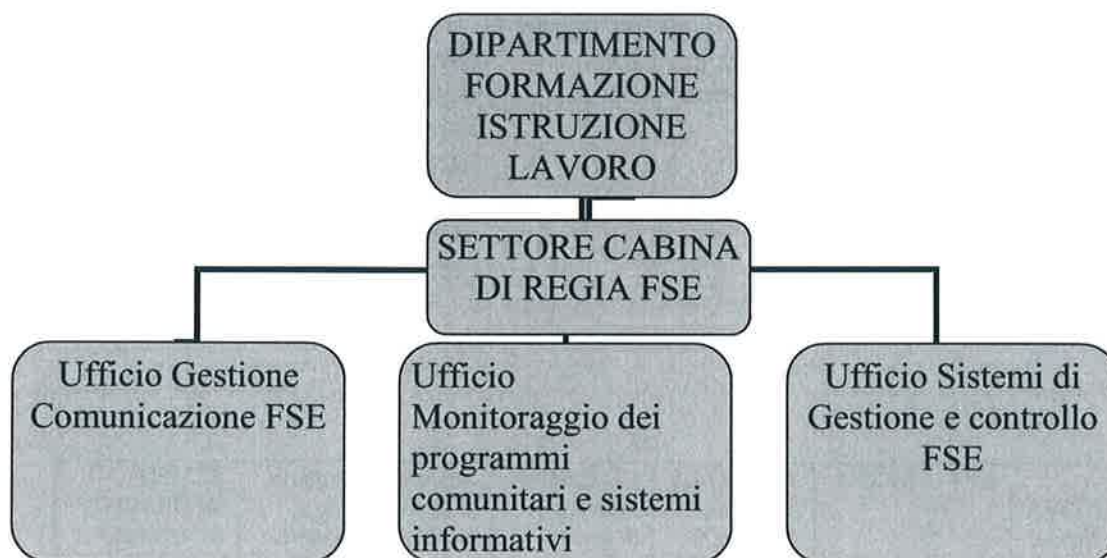 DIPARTIMENTO
FORMAZIONE
ISTRUZIONE
LAVORO
SETTORE CABINA
DI REGIA FSE
Ufficio Gestione
Comunicazione FSE
Ufficio
Monitoraggio dei
programmi
comunitari e sistemi
informativi
Ufficio Sistemi di
Gestione e controllo
FSE